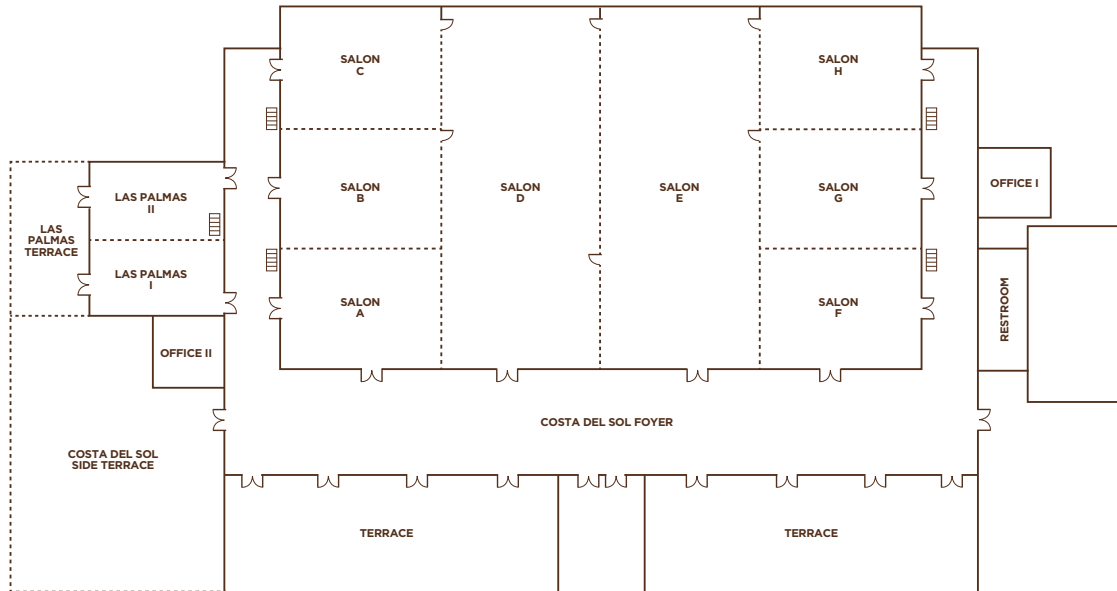 SALON
C
SALON
H
LAS PALMAS
II
SALON
B
SALON
D
SALON
E
SALON
G
OFFICE I
LAS
PALMAS
TERRACE
LAS PALMAS
I
SALON
A
SALON
F
RESTROOM
OFFICE II
COSTA DEL SOL FOYER
COSTA DEL SOL
SIDE TERRACE
TERRACE
TERRACE